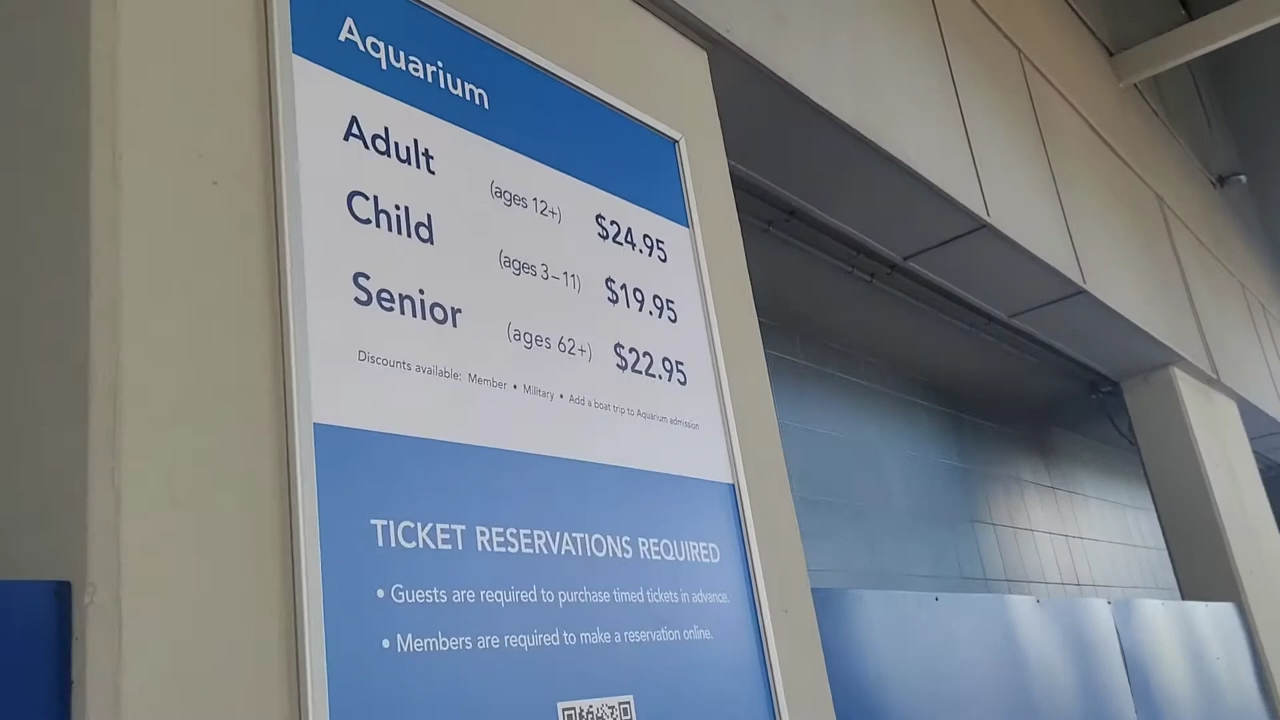 Aquarium
Adult (ages 12+) $24.95
Child (ages 3–11) $19.95
Senior (ages 62+) $22.95
Discounts available: Member • Military • Add a boat trip to Aquarium admission
TICKET RESERVATIONS REQUIRED
• Guests are required to purchase timed tickets in advance.
• Members are required to make a reservation online.